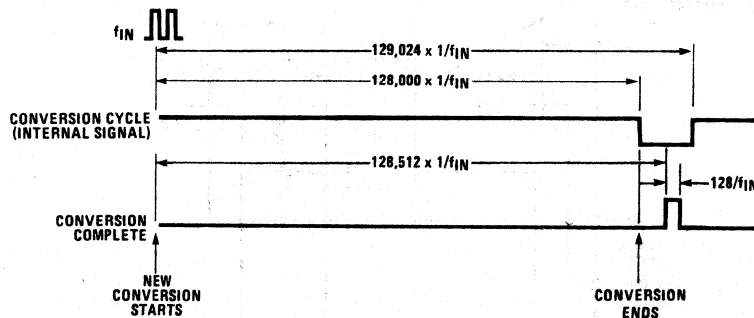 fIN
129,024 x 1/fIN
128,000 x 1/fIN
CONVERSION CYCLE
(INTERNAL SIGNAL)
128,512 x 1/fIN
128/fIN
CONVERSION
COMPLETE
NEW
CONVERSION
STARTS
CONVERSION
ENDS